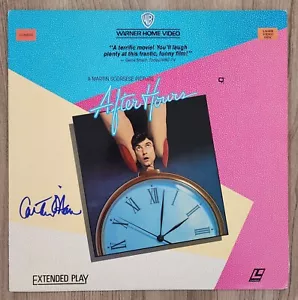 WARNER HOME VIDEO
"A terrific movie! You'll laugh
plenty at this frantic, funny film!"
A MARTIN SCORSESE PICTURE
After Hours
EXTENDED PLAY